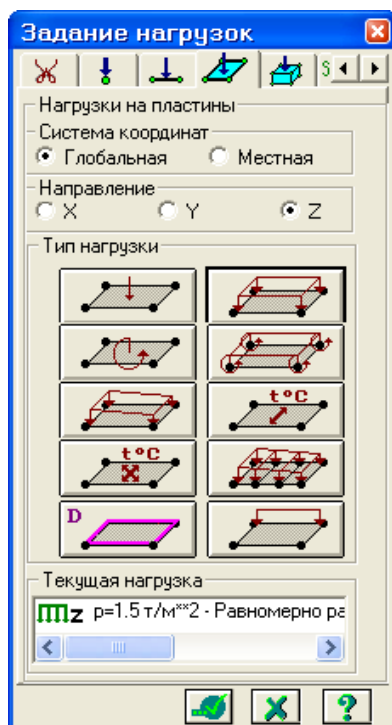 Задание нагрузок
S
Нагрузки на пластины
Система координат
Глобальная Местная
Направление
X Y Z
Тип нагрузки
t°C
t°C
D
Текущая нагрузка
z p=1.5 т/м**2 - Равномерно ра
?